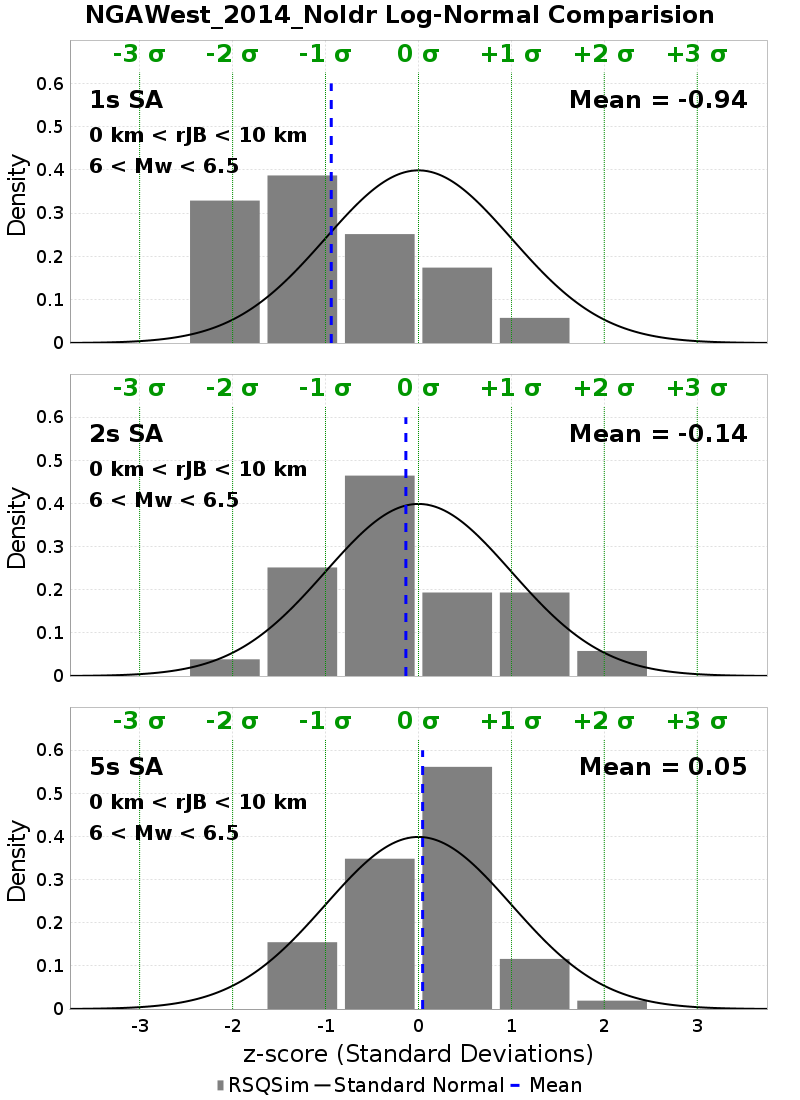 NGAWest_2014_NoIdr Log-Normal Comparision
-3 σ -2 σ -1 σ 0 σ +1 σ +2 σ +3 σ
1s SA Mean = -0.94
0 km < rJB < 10 km
6 < Mw < 6.5
0.6
0.5
0.4
0.3
0.2
0.1
0
Density
-3 σ -2 σ -1 σ 0 σ +1 σ +2 σ +3 σ
2s SA Mean = -0.14
0 km < rJB < 10 km
6 < Mw < 6.5
0.6
0.5
0.4
0.3
0.2
0.1
0
Density
-3 σ -2 σ -1 σ 0 σ +1 σ +2 σ +3 σ
5s SA Mean = 0.05
0 km < rJB < 10 km
6 < Mw < 6.5
0.6
0.5
0.4
0.3
0.2
0.1
0
Density
-3 -2 -1 0 1 2 3
z-score (Standard Deviations)
RSQSim Standard Normal Mean